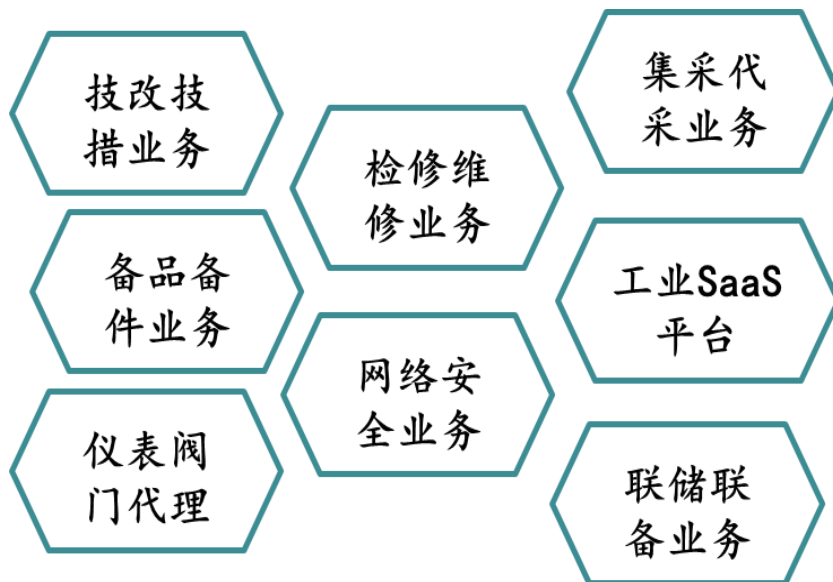 技改技
措业务
备品备
件业务
仪表阀
门代理
检修维
修业务
网络安
全业务
集采代
采业务
工业SaaS
平台
联储联
备业务